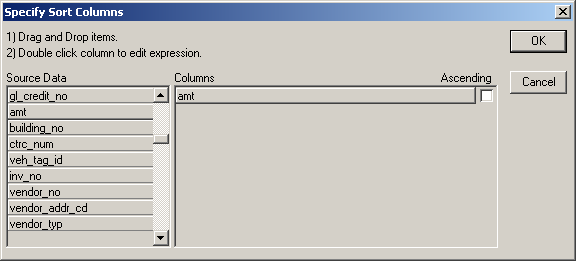 Specify Sort Columns
1) Drag and Drop items.
2) Double click column to edit expression.
OK
Cancel
Source Data
Columns
Ascending
gl_credit_no
amt
building_no
ctrc_num
veh_tag_id
inv_no
vendor_no
vendor_addr_cd
vendor_typ
amt